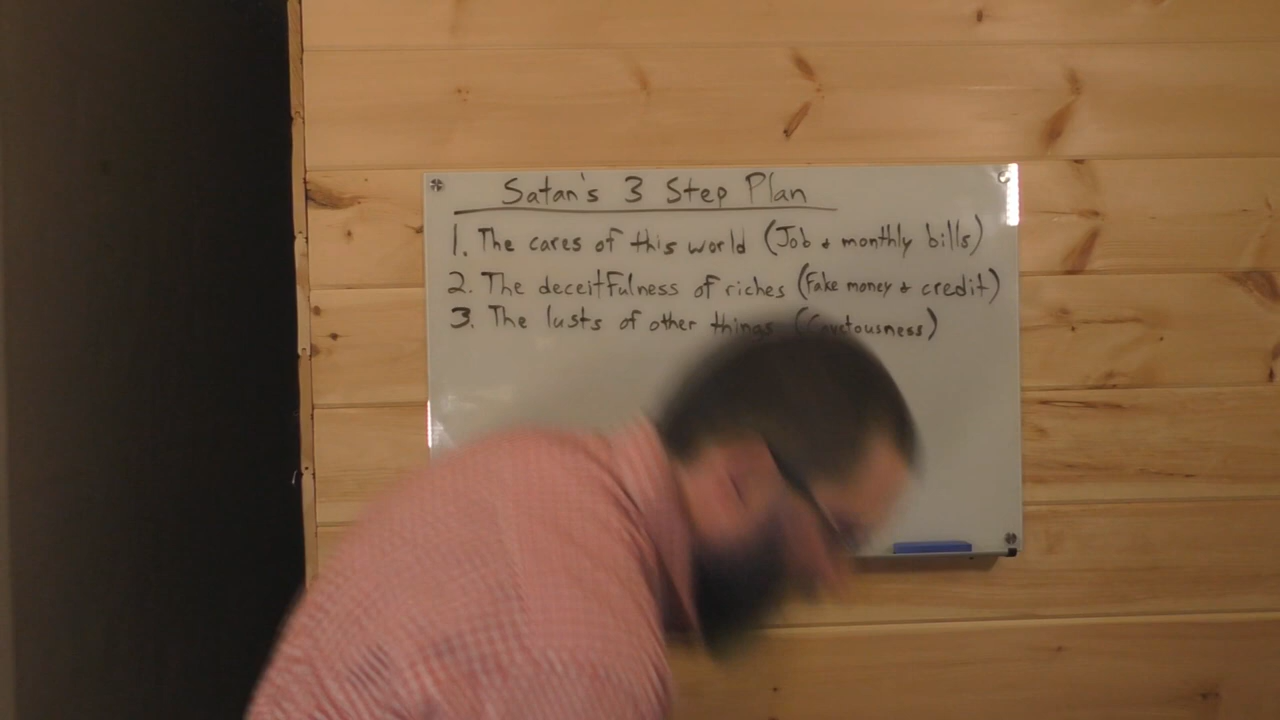 Satan's 3 Step Plan
1. The cares of this world (Job & monthly bills)
2. The deceitfulness of riches (Fake money & credit)
3. The lusts of other things (Covetousness)